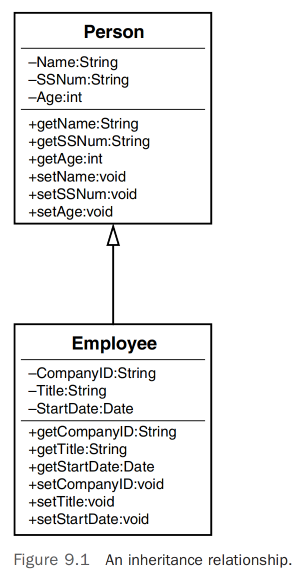 Person
–Name:String
–SSNum:String
–Age:int
+getName:String
+getSSNum:String
+getAge:int
+setName:void
+setSSNum:void
+setAge:void
Employee
–CompanyID:String
–Title:String
–StartDate:Date
+getCompanyID:String
+getTitle:String
+getStartDate:Date
+setCompanyID:void
+setTitle:void
+setStartDate:void
Figure 9.1 An inheritance relationship.